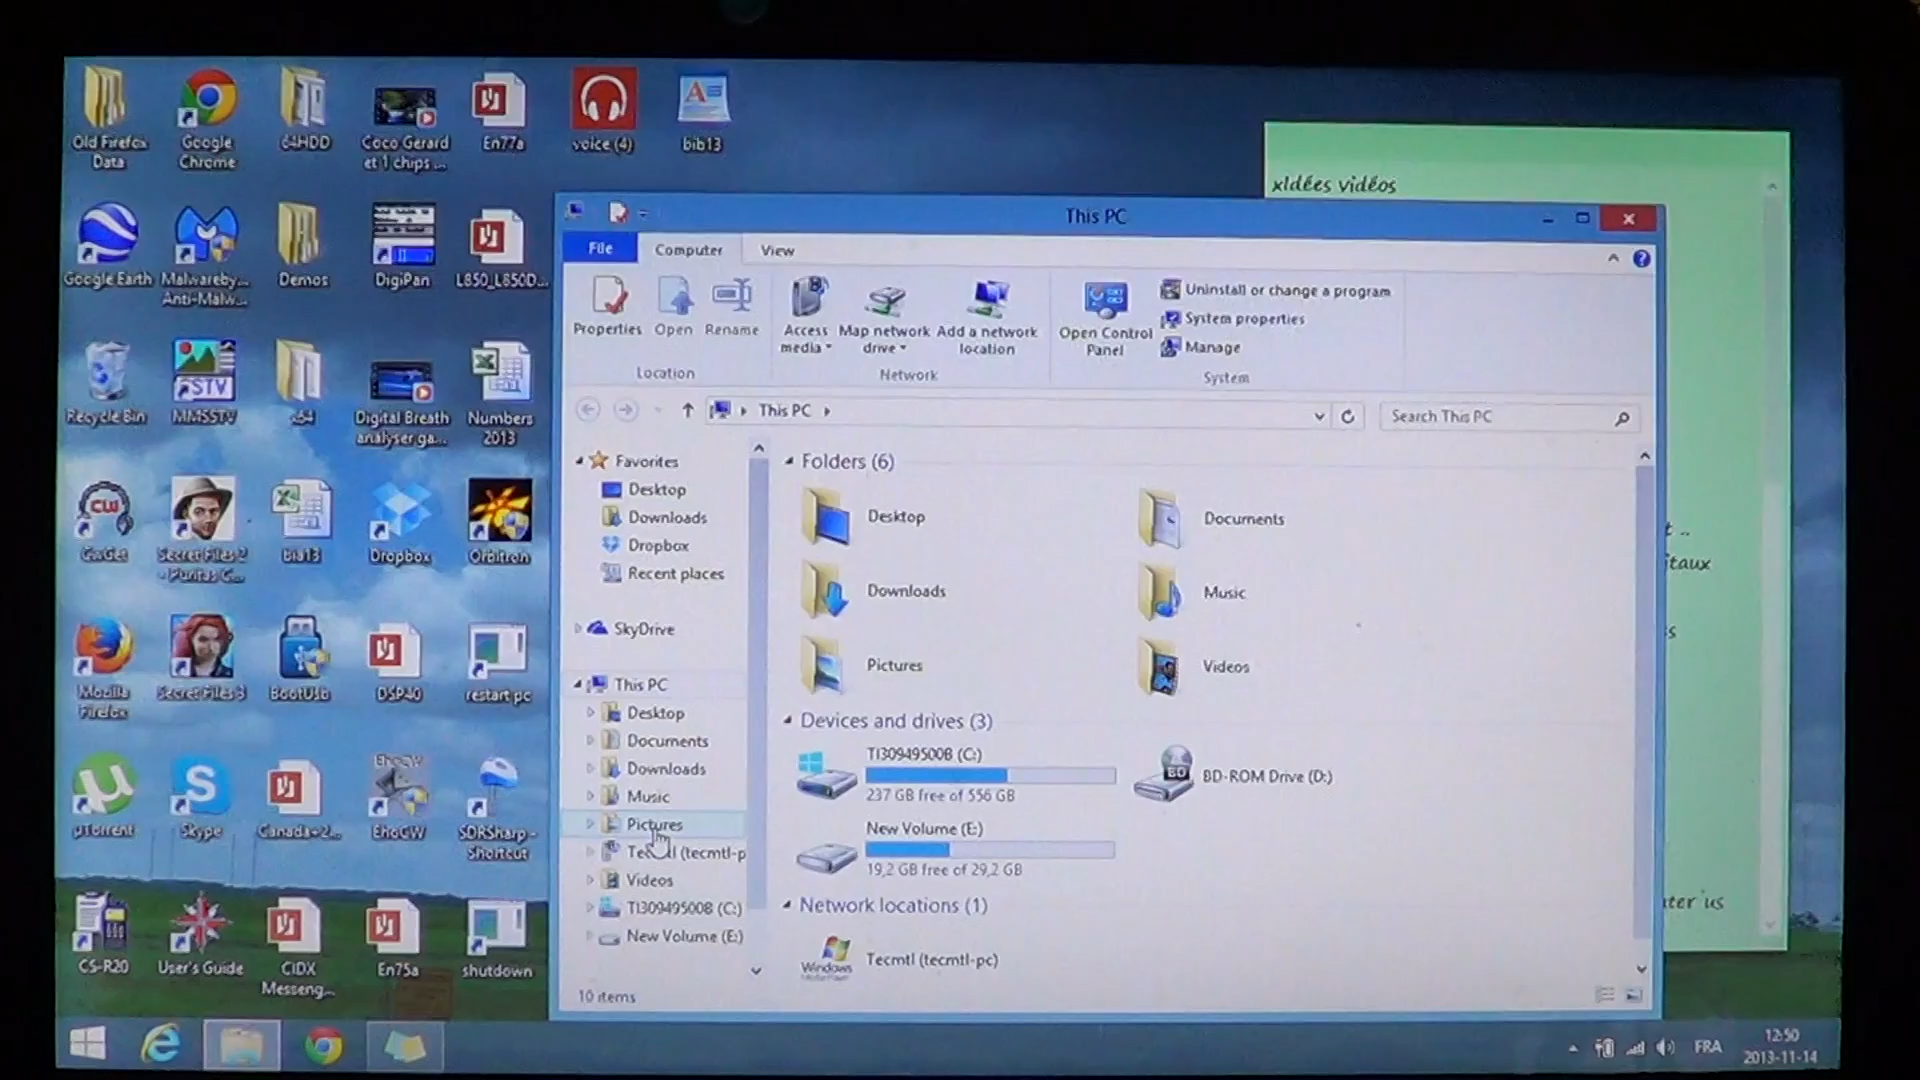 Old Firefox
Data
Google
Chrome
Coco Gerard
et 1 chips ...
En77a
voice (4)
bib13
Google Earth
Malwareby...
Anti-Malw...
Demos
DigiPan
L850_L850D...
Recycle Bin
MMSSTV
x64
Digital Breath
analyser ga...
Numbers
2013
CwGet
Secret Files 2
- Puritas C...
Dropbox
Orbitron
Mozilla
Firefox
Secret Files 3
BootUsb
DSP40
restart pc
µTorrent
Skype
Canada+2...
EhoGW
SDRSharp -
Shortcut
CS-R20
User's Guide
CIDX
Messeng...
En75a
shutdown
xIdées vidéos
This PC
File
Computer
View
Properties
Open
Rename
Location
Access
media
Map network
drive
Add a network
location
Network
Open Control
Panel
Uninstall or change a program
System properties
Manage
System
This PC
Search This PC
Favorites
Desktop
Downloads
Dropbox
Recent places
SkyDrive
This PC
Desktop
Documents
Downloads
Music
Pictures
(tecmtl-p
Videos
TI30949500B (C:)
New Volume (E:)
Folders (6)
Desktop
Documents
Downloads
Music
Pictures
Videos
Devices and drives (3)
TI30949500B (C:)
237 GB free of 556 GB
BD
BD-ROM Drive (D:)
New Volume (E:)
19,2 GB free of 29,2 GB
Network locations (1)
Windows
Tecmtl (tecmtl-pc)
10 items
FRA
12:50
2013-11-14